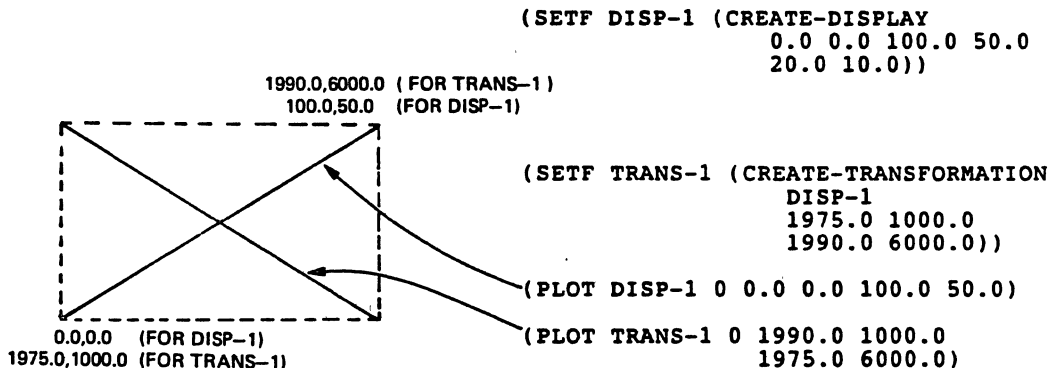 (SETF DISP-1 (CREATE-DISPLAY
0.0 0.0 100.0 50.0
20.0 10.0))
1990.0,6000.0 (FOR TRANS-1)
100.0,50.0 (FOR DISP-1)
(SETF TRANS-1 (CREATE-TRANSFORMATION
DISP-1
1975.0 1000.0
1990.0 6000.0))
(PLOT DISP-1 0 0.0 0.0 100.0 50.0)
(PLOT TRANS-1 0 1990.0 1000.0
1975.0 6000.0)
0.0,0.0 (FOR DISP-1)
1975.0,1000.0 (FOR TRANS-1)